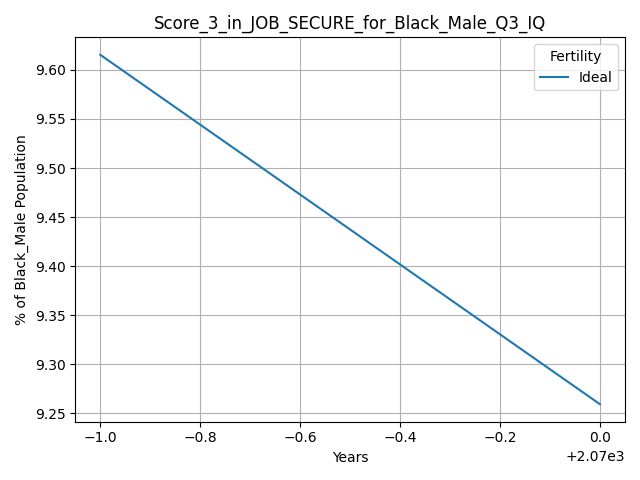 Score_3_in_JOB_SECURE_for_Black_Male_Q3_IQ
Fertility
Ideal
% of Black_Male Population
9.60
9.55
9.50
9.45
9.40
9.35
9.30
9.25
−1.0 −0.8 −0.6 −0.4 −0.2 0.0
Years
+2.07e3